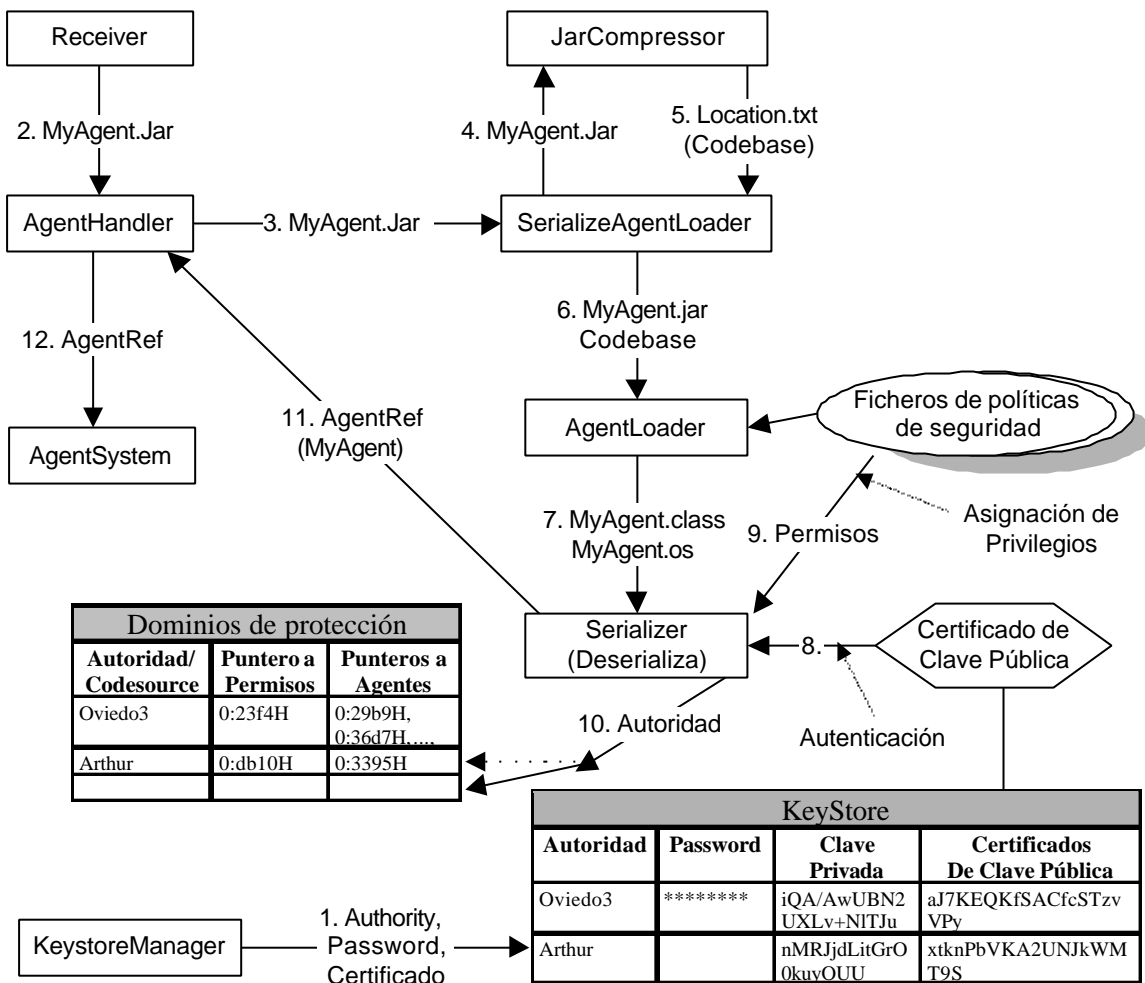 Receiver
JarCompressor
2. MyAgent.Jar
4. MyAgent.Jar
5. Location.txt
(Codebase)
AgentHandler
3. MyAgent.Jar
SerializeAgentLoader
6. MyAgent.jar
Codebase
12. AgentRef
11. AgentRef
(MyAgent)
AgentLoader
Ficheros de políticas
de seguridad
AgentSystem
7. MyAgent.class
MyAgent.os
9. Permisos
Asignación de
Privilegios
Serializer
(Deserializa)
8.
Certificado de
Clave Pública
10. Autoridad
Autenticación
Dominios de protección
Autoridad/ Puntero a Punteros a
Codesource Permisos Agentes
Oviedo3 0:23f4H 0:29b9H,
0:36d7H,...,
Arthur 0:db10H 0:3395H
KeyStore
Autoridad Password Clave Certificados
Privada De Clave Pública
Oviedo3 ******** iQA/AwUBN2 aJ7KEQKfSACfcSTzv
UXLv+NlTJu VPy
Arthur nMRJjdLitGrO xtknPbVKA2UNJkWM
0kuyOUU T9S
KeystoreManager
1. Authority,
Password,
Certificado